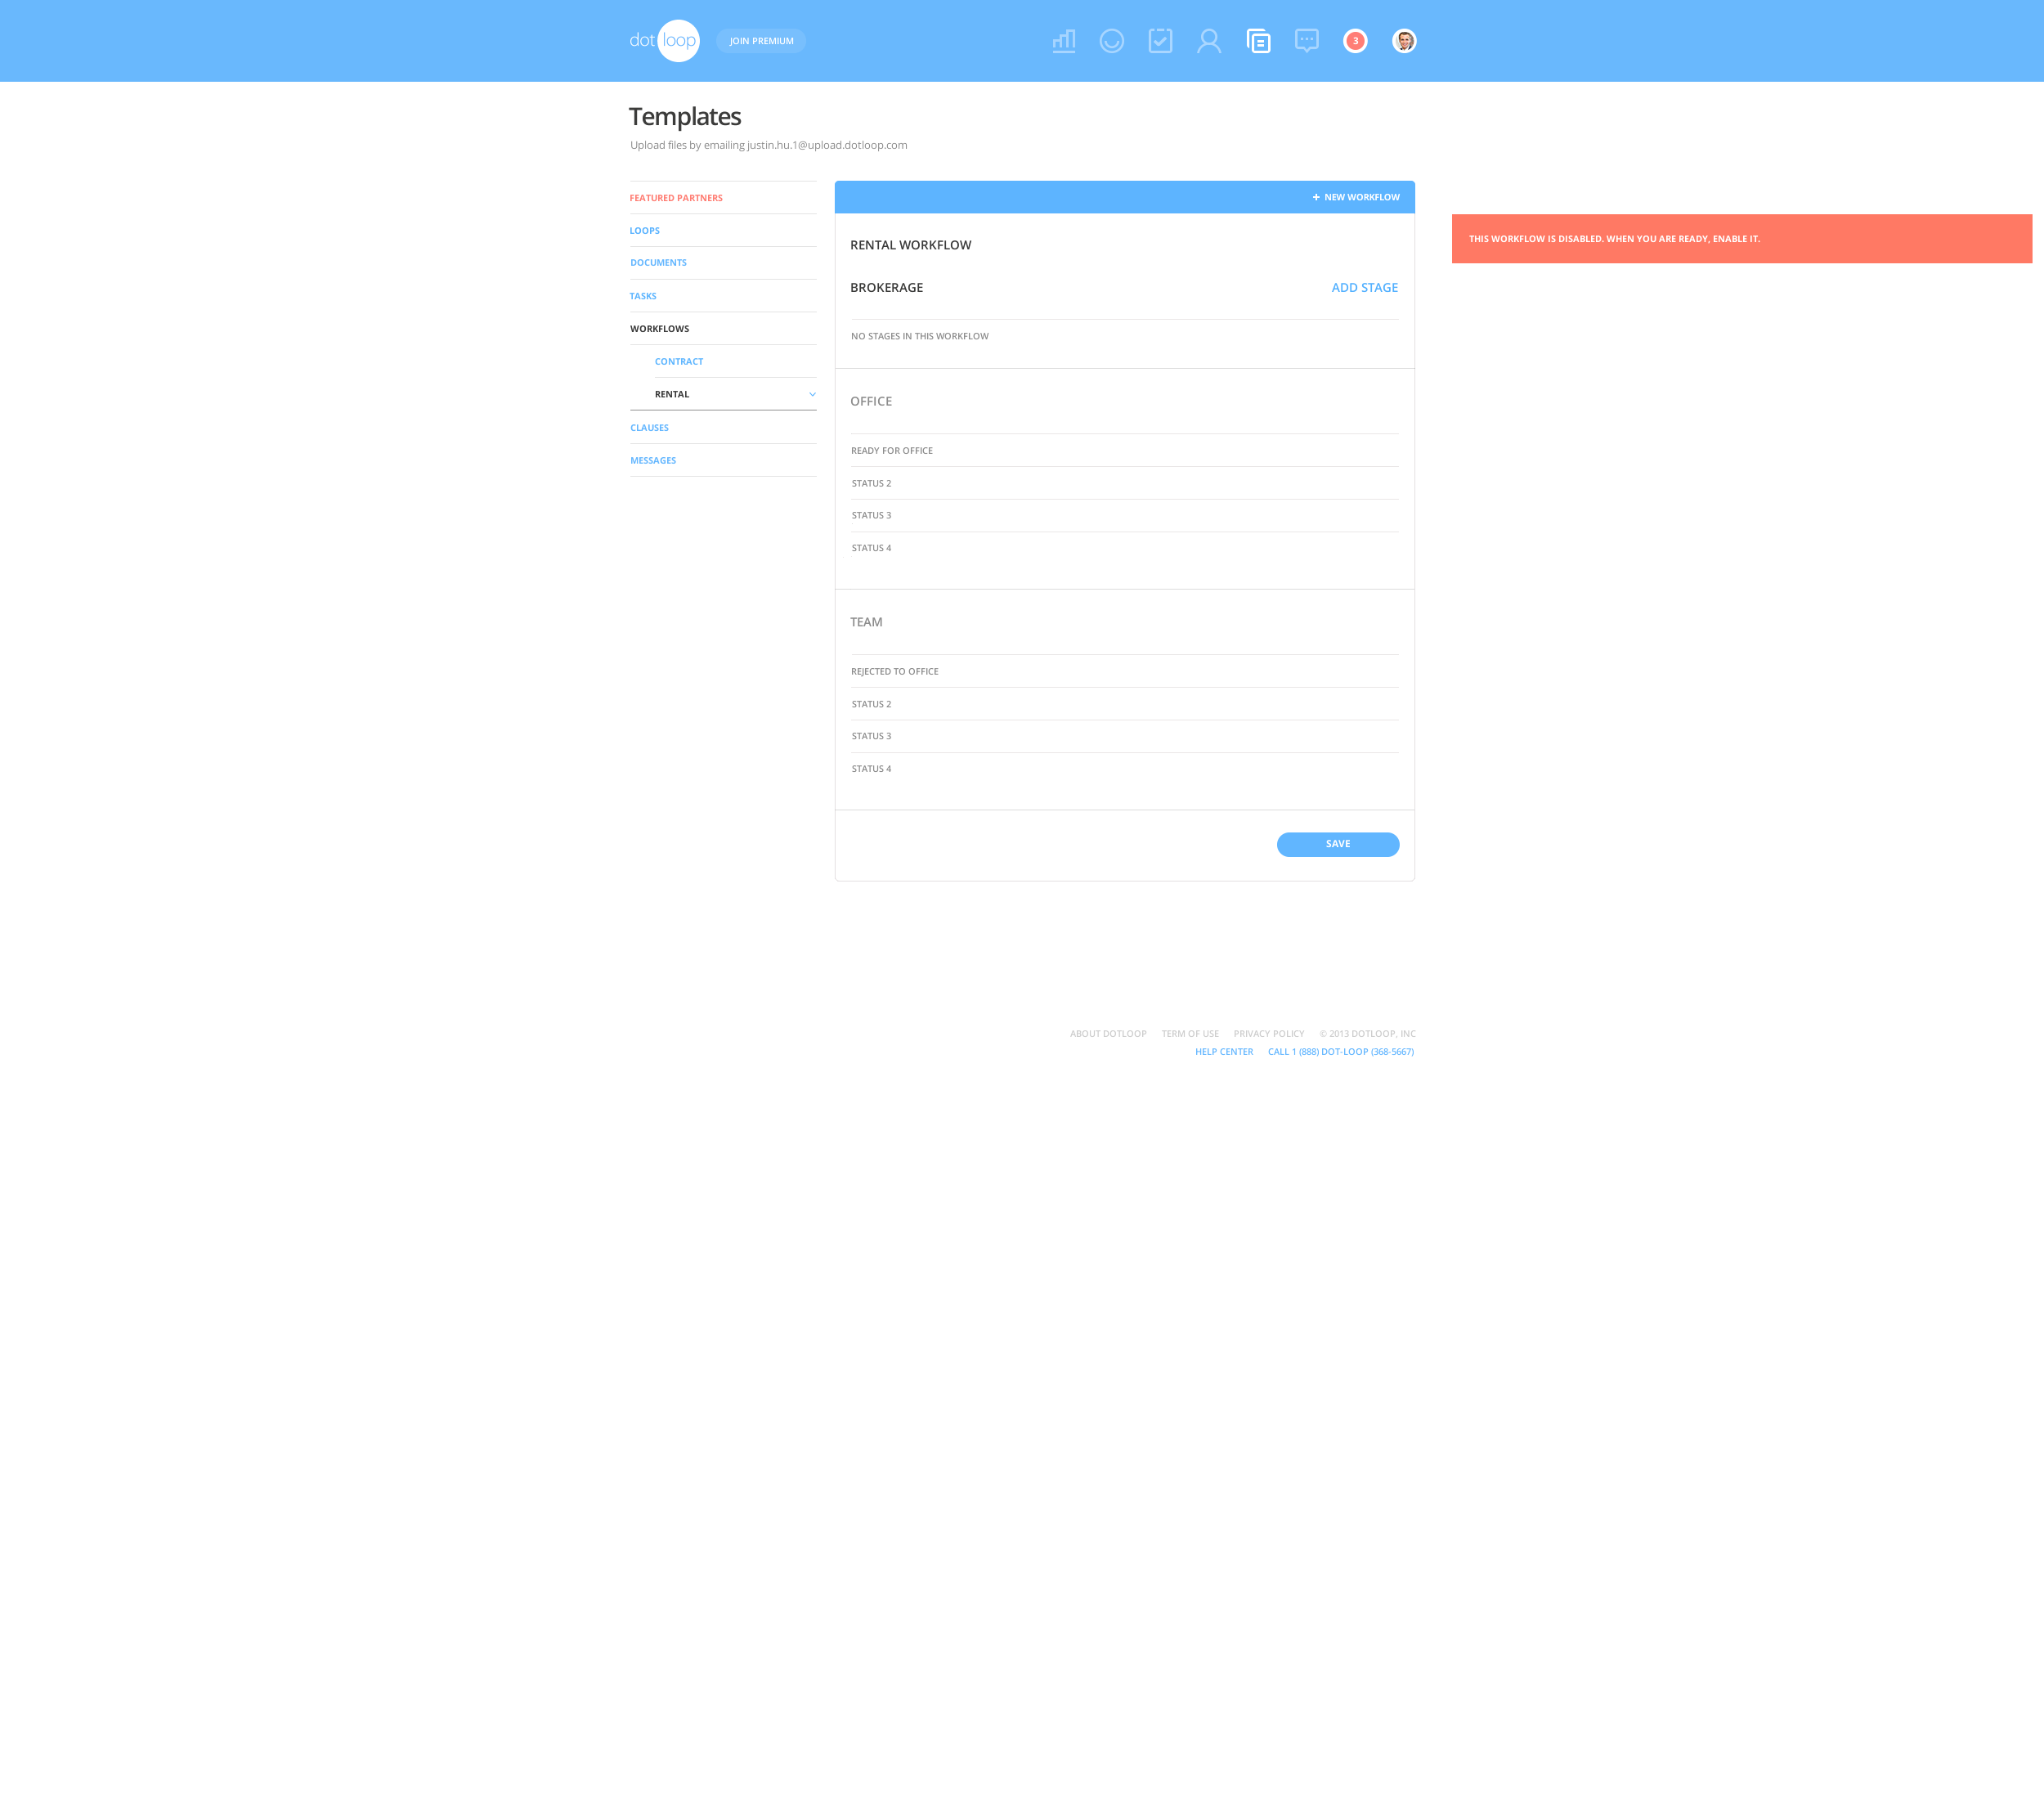 dot loop
JOIN PREMIUM
3
Templates
Upload files by emailing justin.hu.1@upload.dotloop.com
FEATURED PARTNERS
LOOPS
DOCUMENTS
TASKS
WORKFLOWS
CONTRACT
RENTAL
CLAUSES
MESSAGES
+ NEW WORKFLOW
RENTAL WORKFLOW
BROKERAGE ADD STAGE
NO STAGES IN THIS WORKFLOW
OFFICE
READY FOR OFFICE
STATUS 2
STATUS 3
STATUS 4
TEAM
REJECTED TO OFFICE
STATUS 2
STATUS 3
STATUS 4
SAVE
THIS WORKFLOW IS DISABLED. WHEN YOU ARE READY, ENABLE IT.
ABOUT DOTLOOP TERM OF USE PRIVACY POLICY © 2013 DOTLOOP, INC
HELP CENTER CALL 1 (888) DOT-LOOP (368-5667)